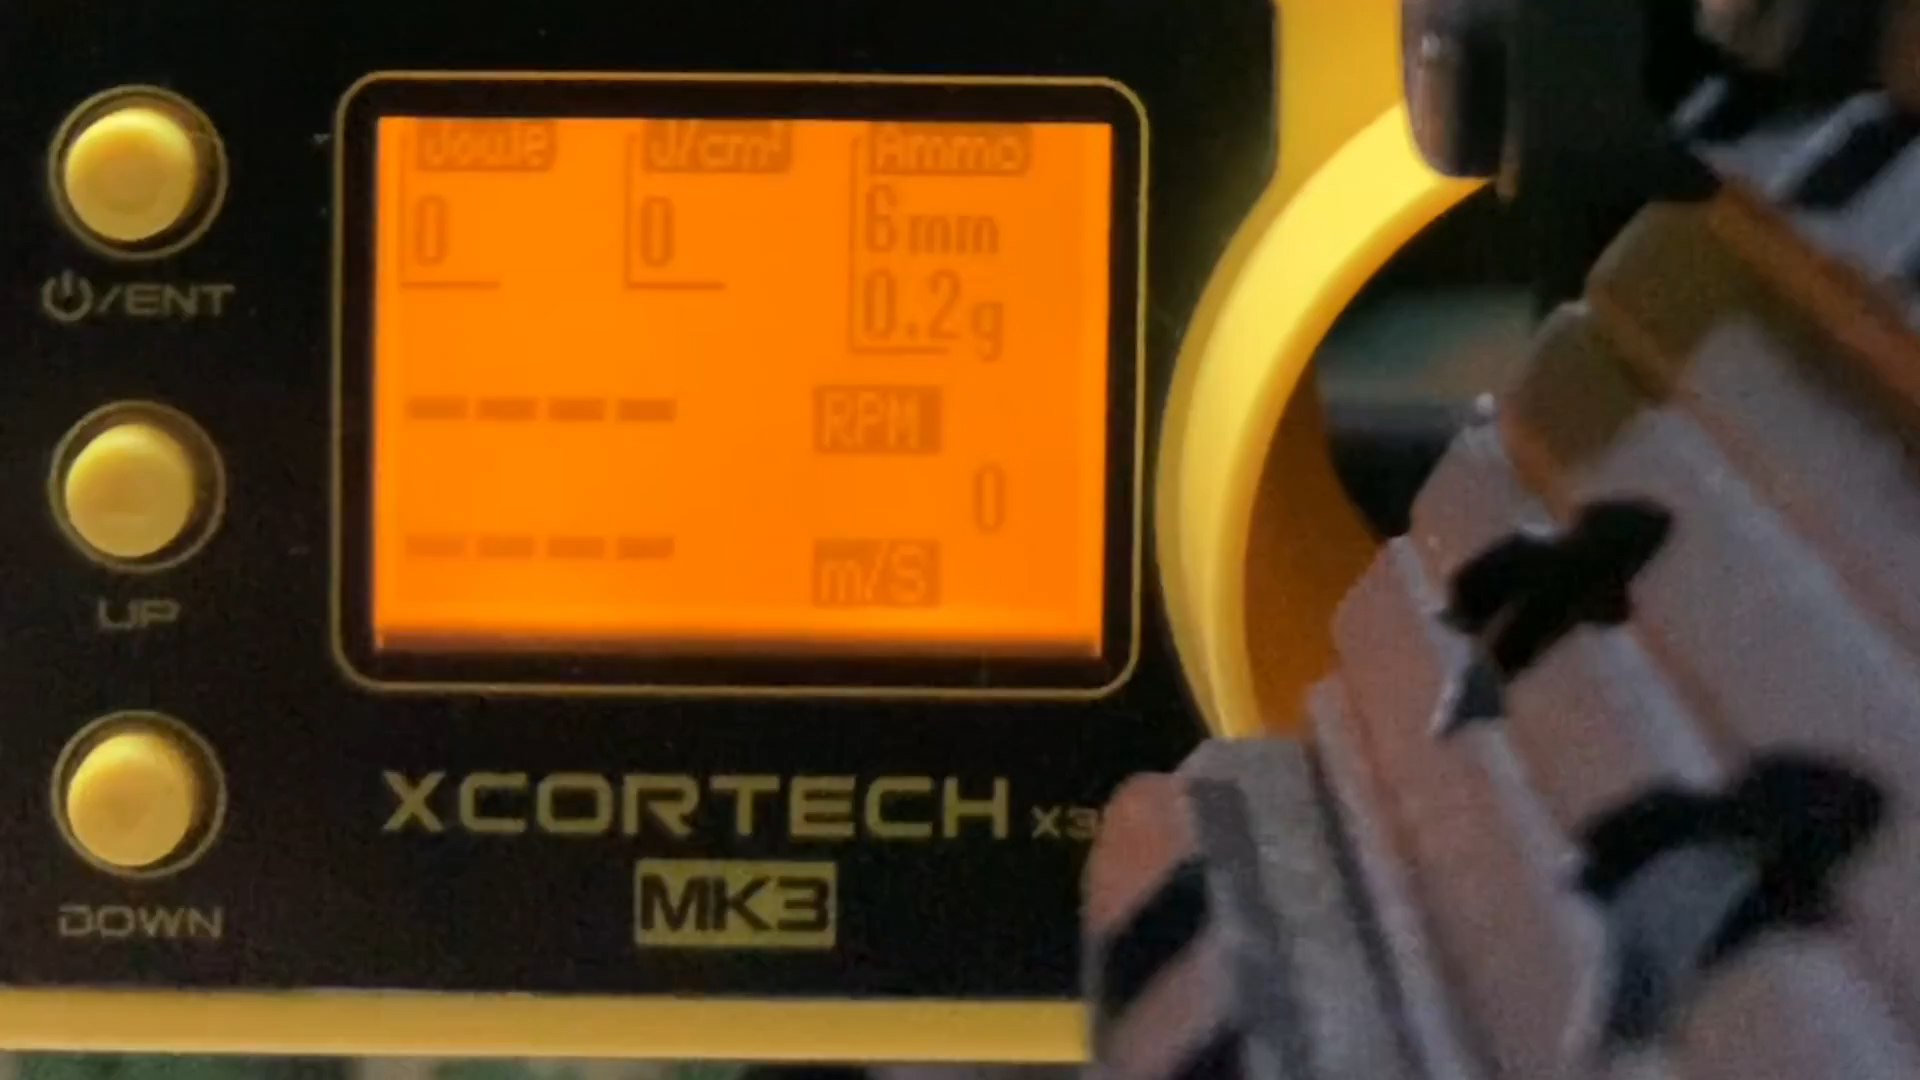 Joule J/cm² Ammo
0 0 6mm
0.2g
---- RPM
0
---- m/S
⏻/ENT
UP
DOWN
XCORTECH
MK3